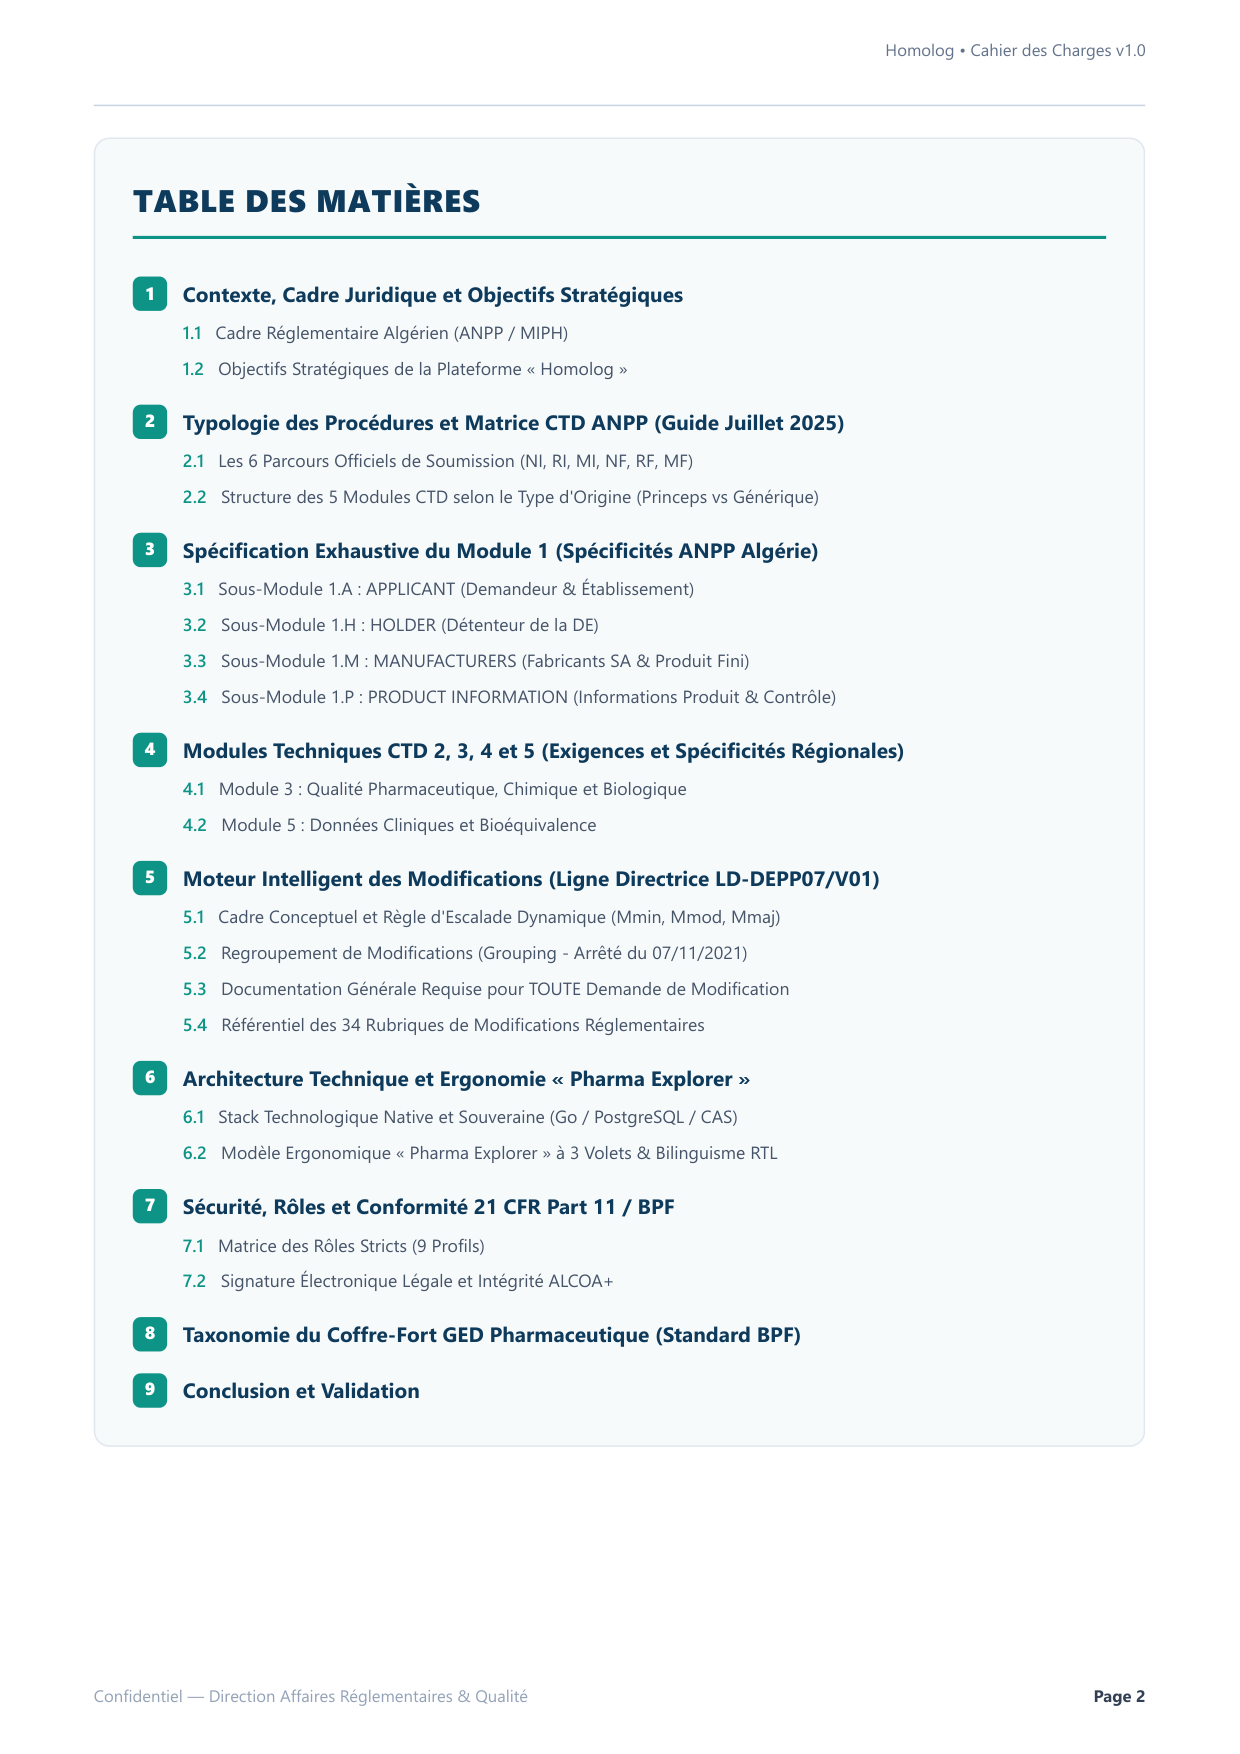 Homolog • Cahier des Charges v1.0
TABLE DES MATIÈRES
1 Contexte, Cadre Juridique et Objectifs Stratégiques
1.1 Cadre Réglementaire Algérien (ANPP / MIPH)
1.2 Objectifs Stratégiques de la Plateforme « Homolog »
2 Typologie des Procédures et Matrice CTD ANPP (Guide Juillet 2025)
2.1 Les 6 Parcours Officiels de Soumission (NI, RI, MI, NF, RF, MF)
2.2 Structure des 5 Modules CTD selon le Type d'Origine (Princeps vs Générique)
3 Spécification Exhaustive du Module 1 (Spécificités ANPP Algérie)
3.1 Sous-Module 1.A : APPLICANT (Demandeur & Établissement)
3.2 Sous-Module 1.H : HOLDER (Détenteur de la DE)
3.3 Sous-Module 1.M : MANUFACTURERS (Fabricants SA & Produit Fini)
3.4 Sous-Module 1.P : PRODUCT INFORMATION (Informations Produit & Contrôle)
4 Modules Techniques CTD 2, 3, 4 et 5 (Exigences et Spécificités Régionales)
4.1 Module 3 : Qualité Pharmaceutique, Chimique et Biologique
4.2 Module 5 : Données Cliniques et Bioéquivalence
5 Moteur Intelligent des Modifications (Ligne Directrice LD-DEPP07/V01)
5.1 Cadre Conceptuel et Règle d'Escalade Dynamique (Mmin, Mmod, Mmaj)
5.2 Regroupement de Modifications (Grouping - Arrêté du 07/11/2021)
5.3 Documentation Générale Requise pour TOUTE Demande de Modification
5.4 Référentiel des 34 Rubriques de Modifications Réglementaires
6 Architecture Technique et Ergonomie « Pharma Explorer »
6.1 Stack Technologique Native et Souveraine (Go / PostgreSQL / CAS)
6.2 Modèle Ergonomique « Pharma Explorer » à 3 Volets & Bilinguisme RTL
7 Sécurité, Rôles et Conformité 21 CFR Part 11 / BPF
7.1 Matrice des Rôles Stricts (9 Profils)
7.2 Signature Électronique Légale et Intégrité ALCOA+
8 Taxonomie du Coffre-Fort GED Pharmaceutique (Standard BPF)
9 Conclusion et Validation
Confidentiel — Direction Affaires Réglementaires & Qualité
Page 2